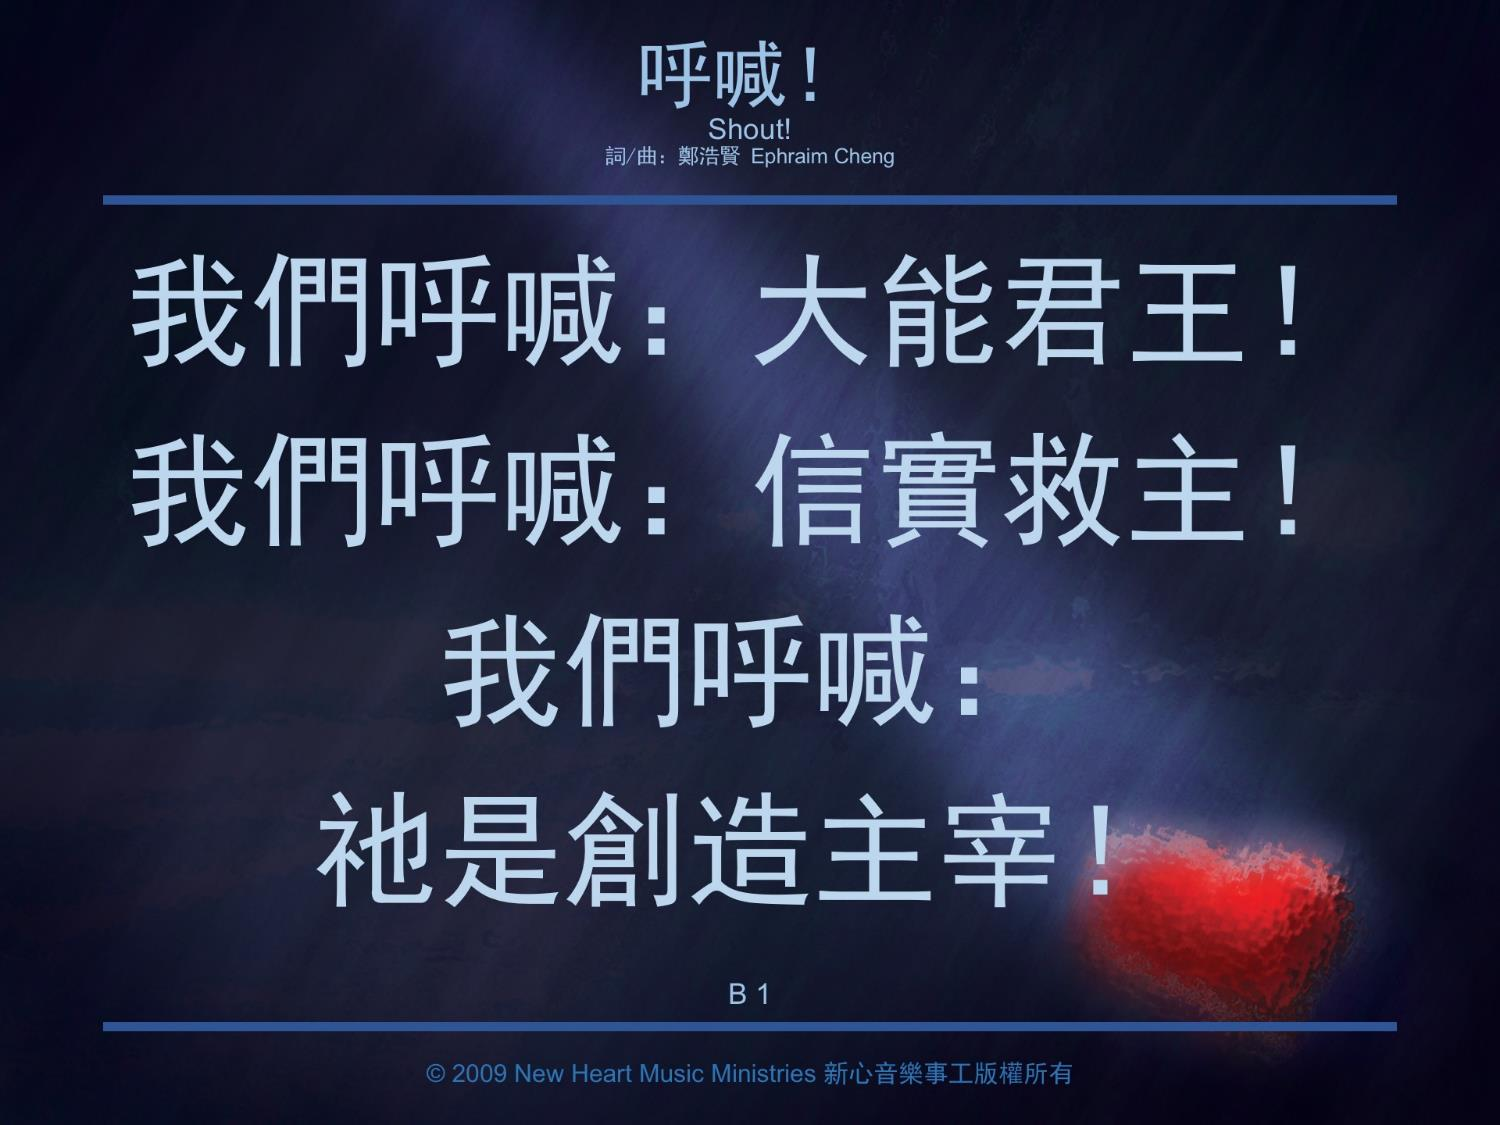 呼喊！
Shout!
詞/曲：鄭浩賢 Ephraim Cheng
我們呼喊：大能君王！
我們呼喊：信實救主！
我們呼喊：
祂是創造主宰！
B 1
© 2009 New Heart Music Ministries 新心音樂事工版權所有